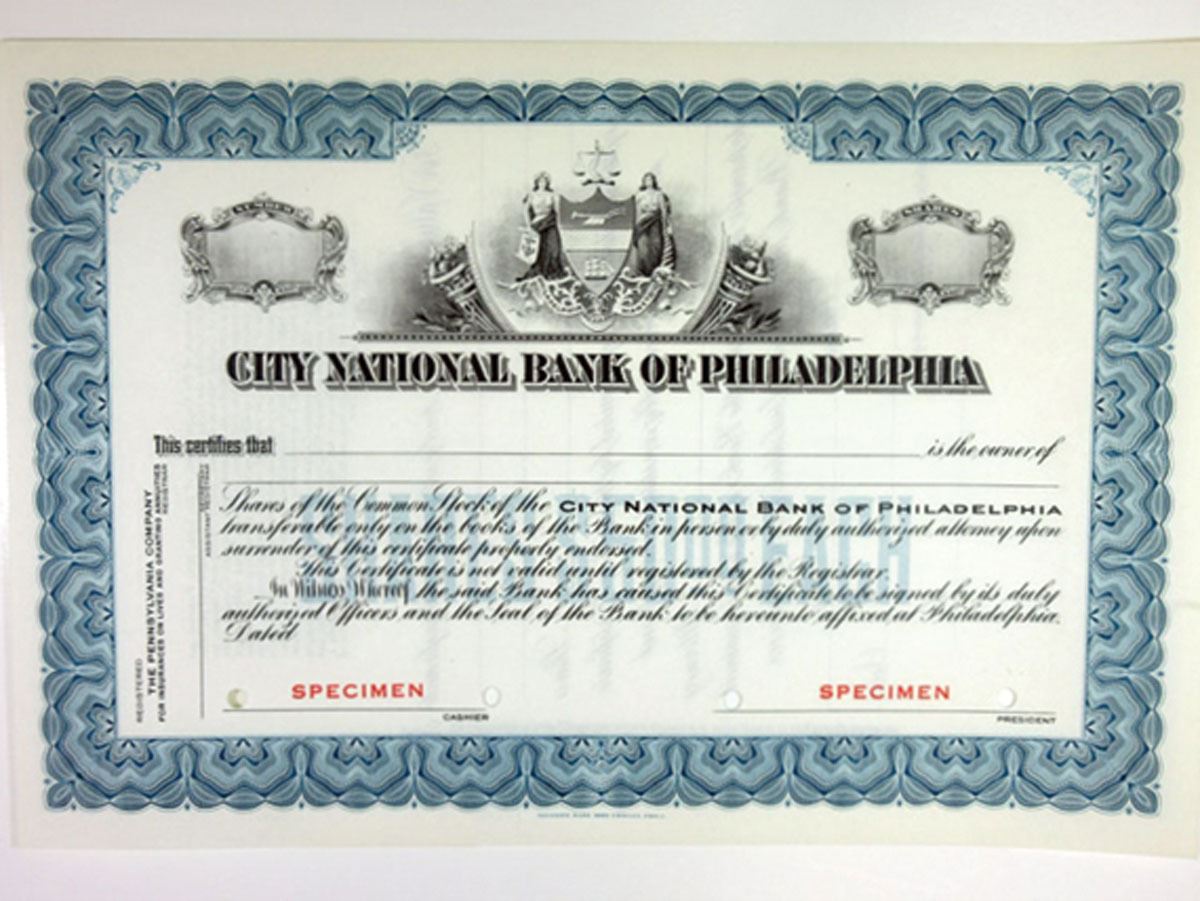 NUMBER
SHARES
CITY NATIONAL BANK OF PHILADELPHIA
This certifies that is the owner of
Shares of the Common Stock of the CITY NATIONAL BANK OF PHILADELPHIA
transferable only on the books of the Bank in person or by duly authorized attorney upon
surrender of this certificate properly endorsed.
This Certificate is not valid until registered by the Registrar.
In Witness Whereof, the said Bank has caused this Certificate to be signed by its duly
authorized Officers and the Seal of the Bank to be hereunto affixed at Philadelphia.
Dated
REGISTERED
THE PENNSYLVANIA COMPANY
FOR INSURANCES ON LIVES AND GRANTING ANNUITIES
REGISTRAR
ASSISTANT REGISTRAR
SPECIMEN
SPECIMEN
CASHIER
PRESIDENT